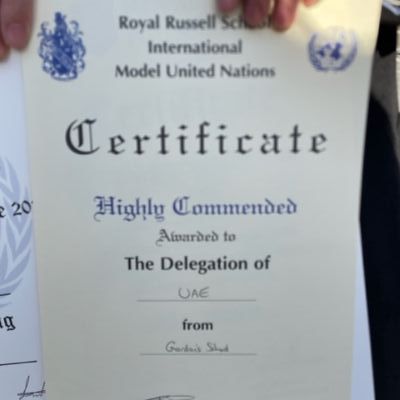 Royal Russell School
International
Model United Nations
Certificate
Highly Commended
Awarded to
The Delegation of
UAE
from